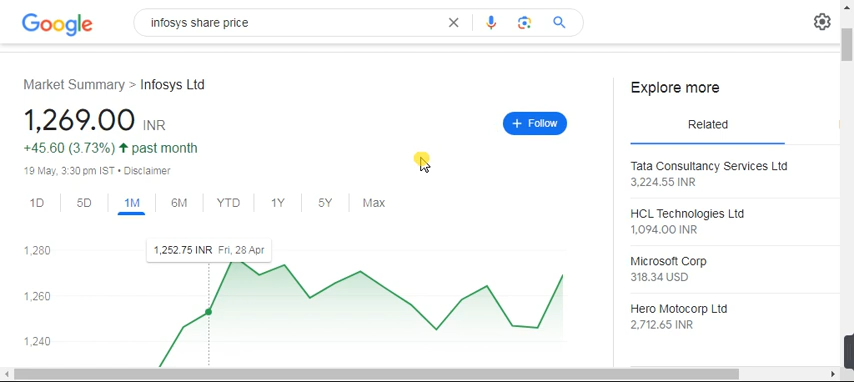 Google
infosys share price
Market Summary > Infosys Ltd
1,269.00 INR
+45.60 (3.73%) ↑ past month
19 May, 3:30 pm IST • Disclaimer
+ Follow
1D 5D 1M 6M YTD 1Y 5Y Max
1,252.75 INR Fri, 28 Apr
1,280
1,260
1,240
Explore more
Related
Tata Consultancy Services Ltd
3,224.55 INR
HCL Technologies Ltd
1,094.00 INR
Microsoft Corp
318.34 USD
Hero Motocorp Ltd
2,712.65 INR